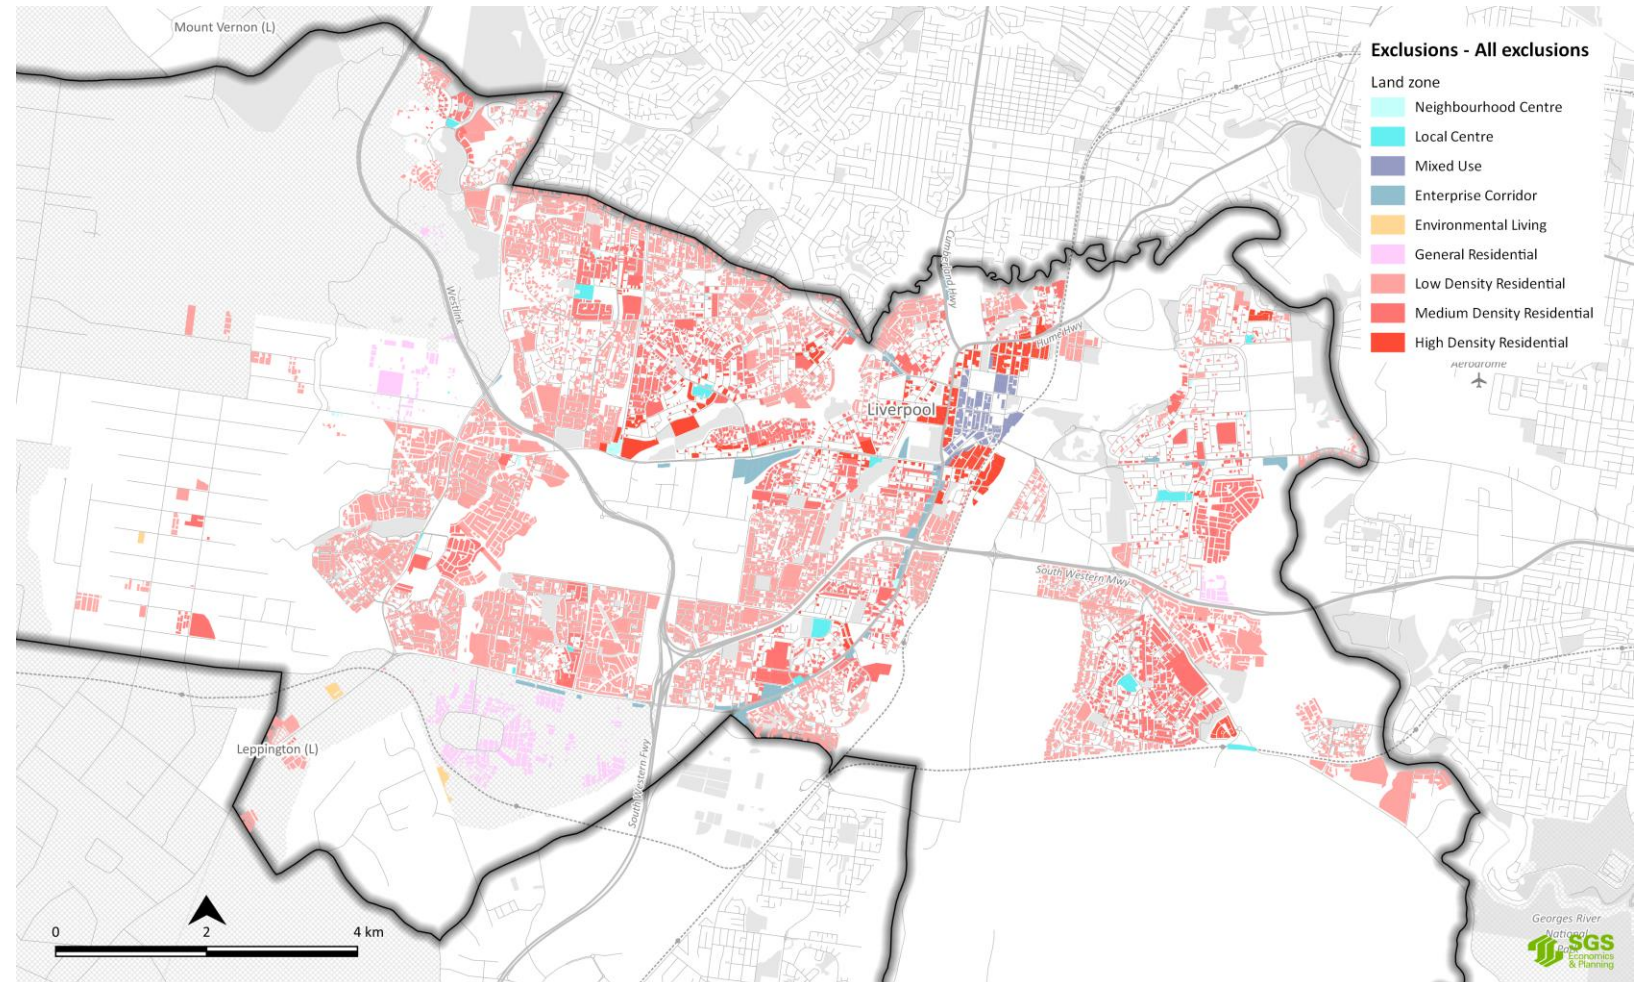 Mount Vernon (L)
Exclusions - All exclusions
Land zone
Neighbourhood Centre
Local Centre
Mixed Use
Enterprise Corridor
Environmental Living
General Residential
Low Density Residential
Medium Density Residential
High Density Residential
Cumberland Hwy
Westlink
Hume Hwy
Aerodrome
Liverpool
South Western Mwy
Leppington (L)
South Western Fwy
0 2 4 km
Georges River
National
Park
SGS
Economics
& Planning